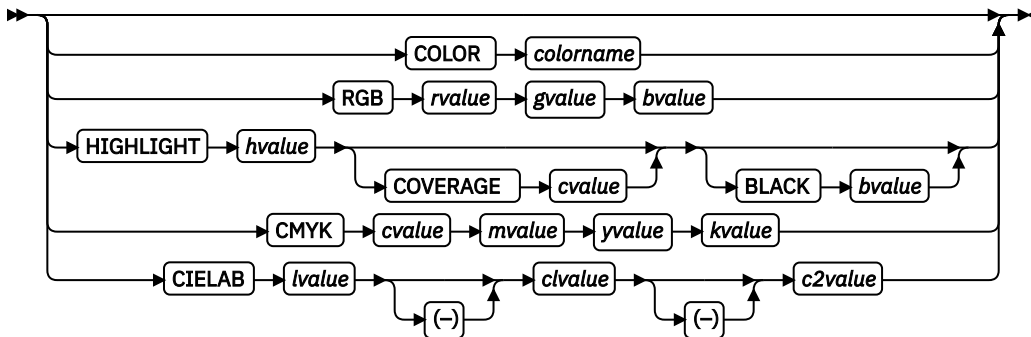 COLOR colorname
RGB rvalue gvalue bvalue
HIGHLIGHT hvalue
COVERAGE cvalue BLACK bvalue
CMYK cvalue mvalue yvalue kvalue
CIELAB lvalue clvalue c2value
(–) (–)